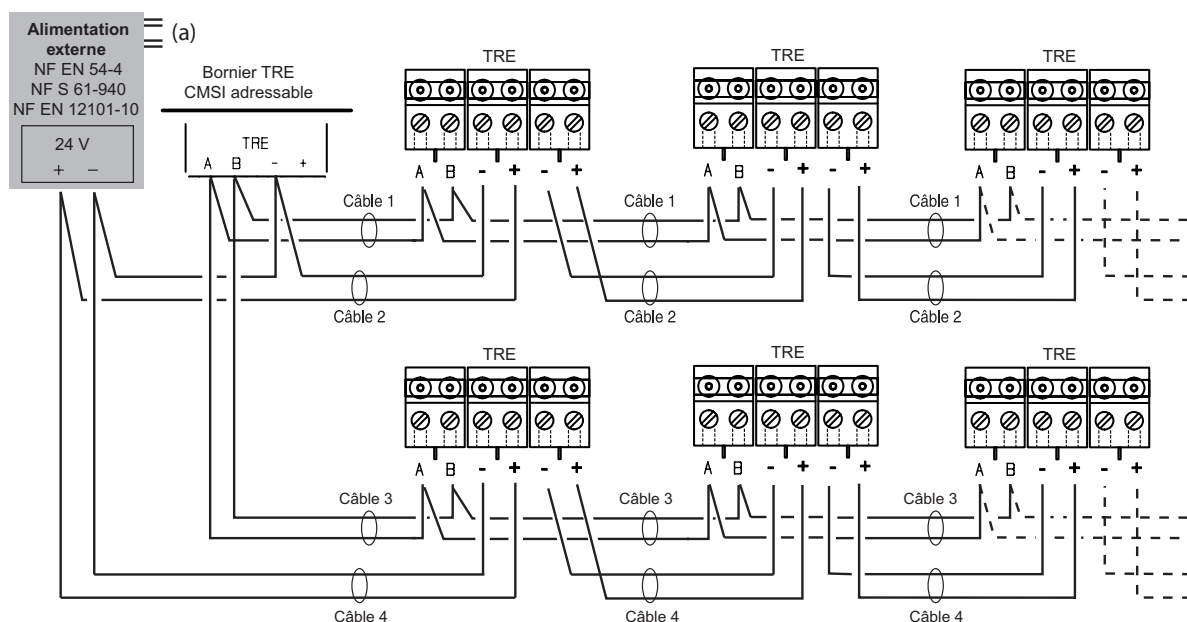 Alimentation
externe
NF EN 54-4
NF S 61-940
NF EN 12101-10
24 V
+ −
(a)
Bornier TRE
CMSI adressable
TRE
A B - +
TRE
TRE
TRE
A B - + - +
A B - + - +
A B - + - +
Câble 1
Câble 1
Câble 1
Câble 2
Câble 2
Câble 2
TRE
TRE
TRE
A B - + - +
A B - + - +
A B - + - +
Câble 3
Câble 3
Câble 3
Câble 4
Câble 4
Câble 4